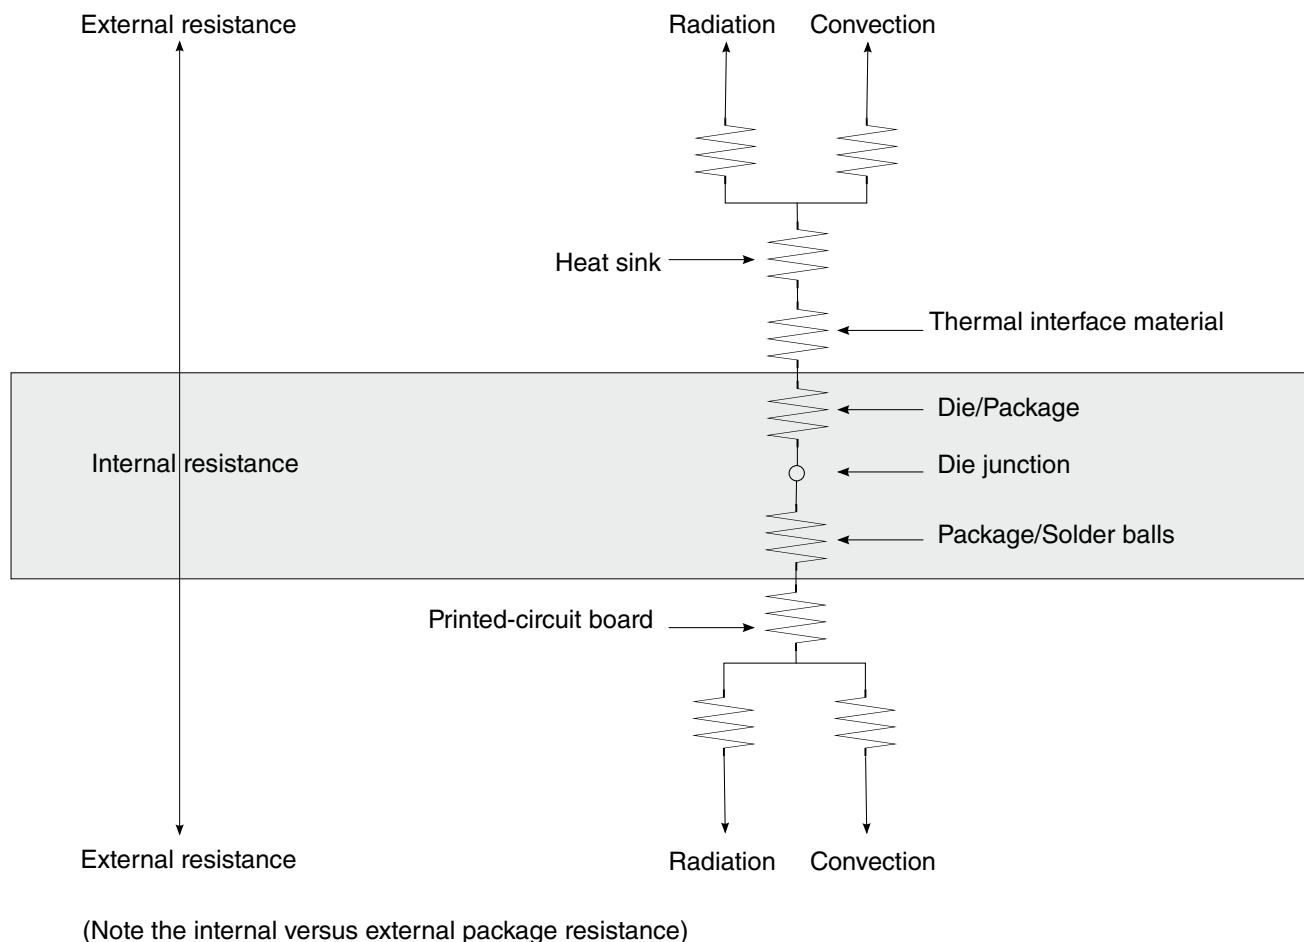 External resistance
Radiation
Convection
Heat sink
Thermal interface material
Die/Package
Internal resistance
Die junction
Package/Solder balls
Printed-circuit board
External resistance
Radiation
Convection
(Note the internal versus external package resistance)